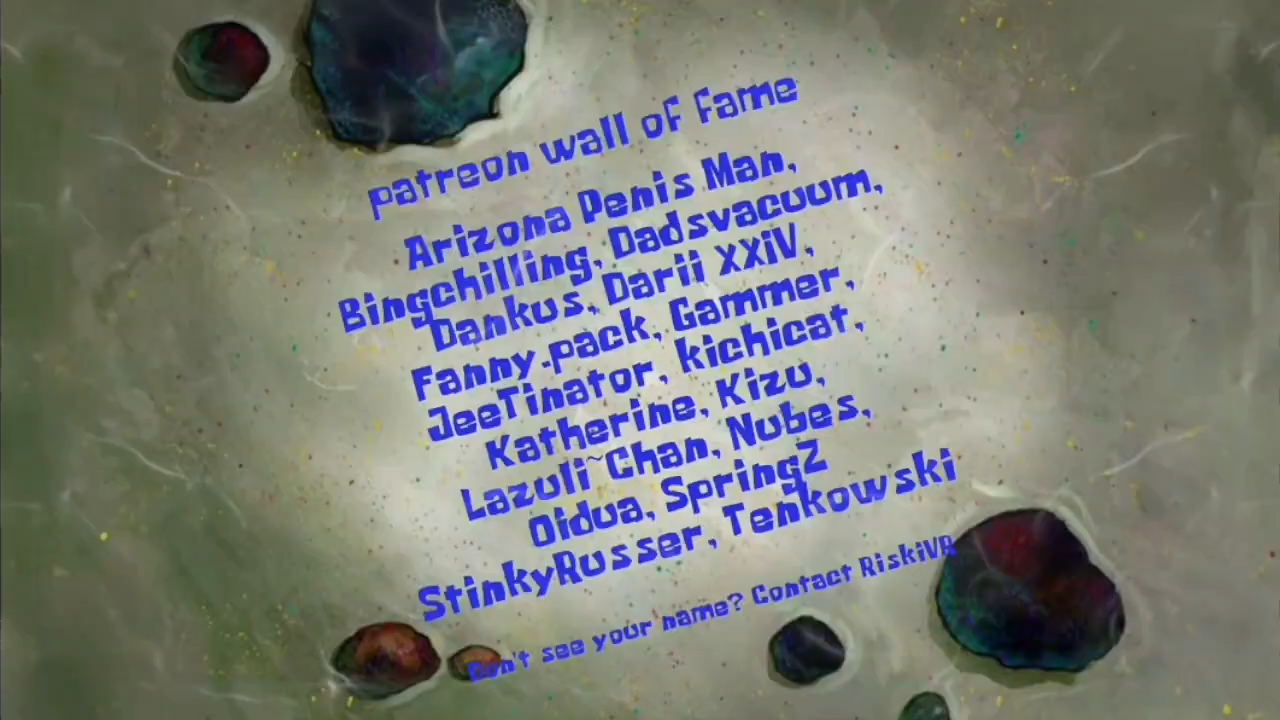 patreon wall of fame
Arizona Penis Man,
Bingchilling, Dadsvacuum,
Dankus, Darii XXiV,
Fanny.pack, Gammer,
JeeTinator, kichicat,
Katherine, Kizu,
Lazuli~Chan, Nubes,
Oidua, SpringZ
StinkyRusser, Tenkowski
Don't see your name? Contact RiskiVR